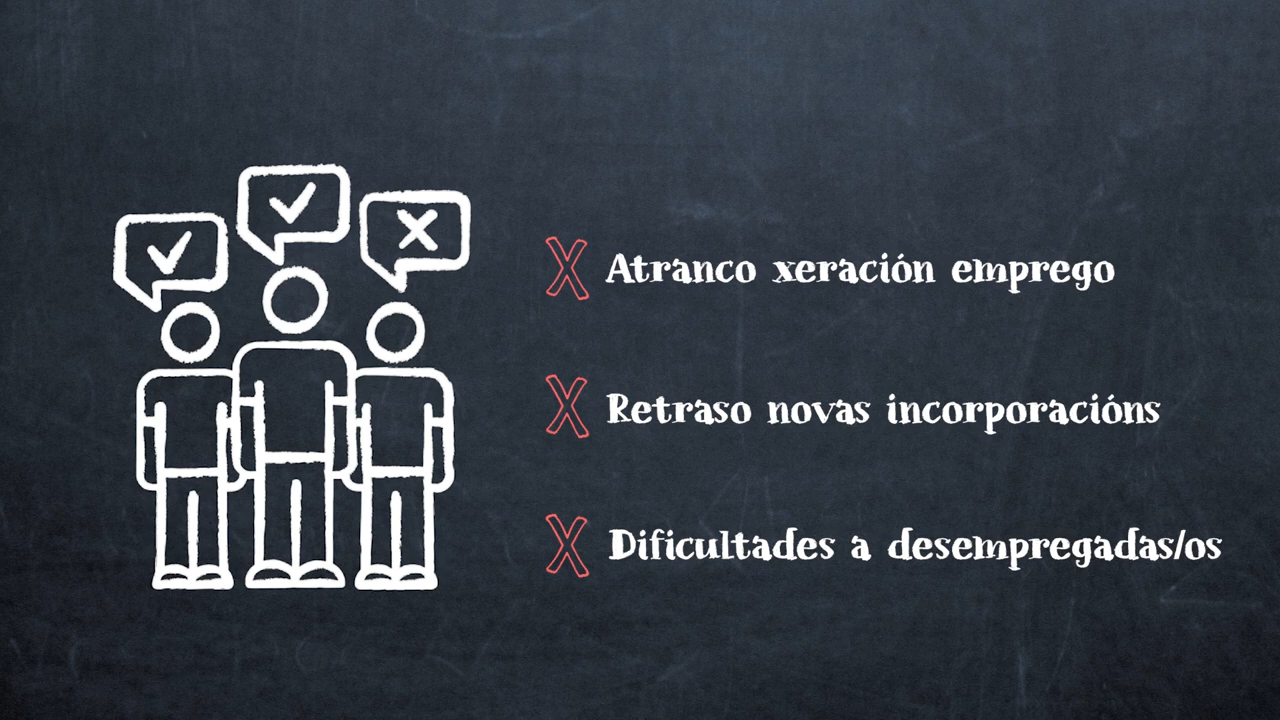 Atranco xeración emprego
Retraso novas incorporacións
Dificultades a desempregadas/os